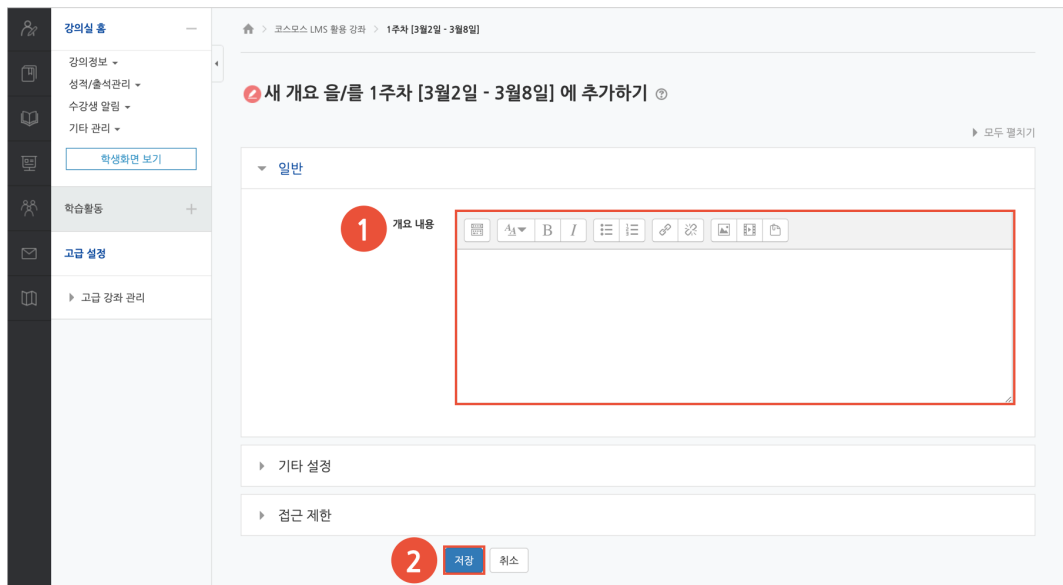 강의실 홈
코스모스 LMS 활용 강좌 > 1주차 [3월2일 - 3월8일]
강의정보
성적/출석관리
수강생 알림
기타 관리
학생화면 보기
학습활동
고급 설정
고급 강좌 관리
새 개요 을/를 1주차 [3월2일 - 3월8일] 에 추가하기
모두 펼치기
일반
1 개요 내용
B I
기타 설정
접근 제한
2 저장 취소